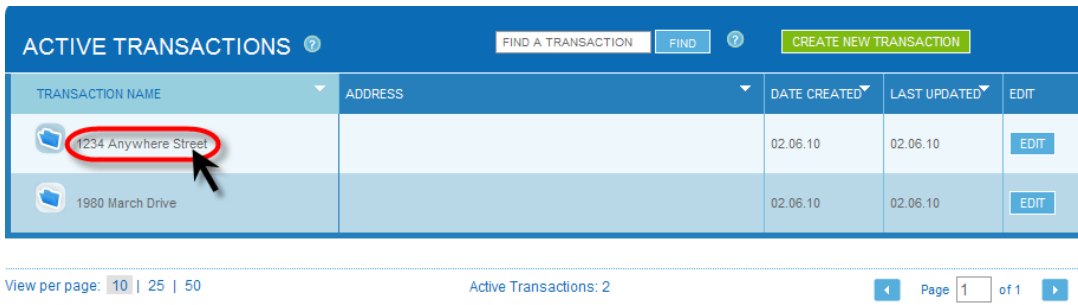 ACTIVE TRANSACTIONS ? FIND A TRANSACTION FIND ? CREATE NEW TRANSACTION
TRANSACTION NAME ADDRESS DATE CREATED LAST UPDATED EDIT
1234 Anywhere Street 02.06.10 02.06.10 EDIT
1980 March Drive 02.06.10 02.06.10 EDIT
View per page: 10 | 25 | 50 Active Transactions: 2 Page 1 of 1